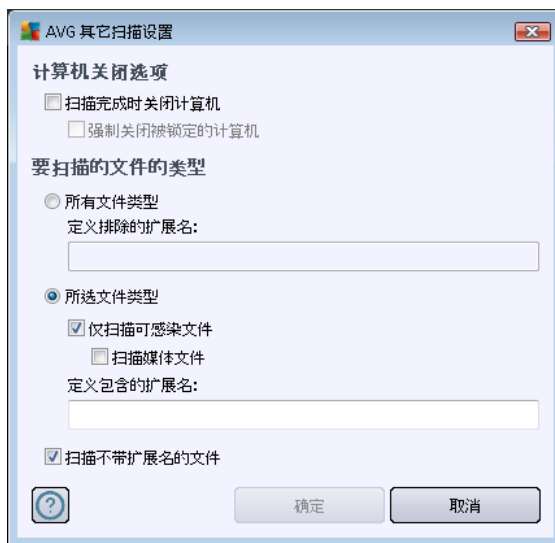 AVG 其它扫描设置
计算机关闭选项
扫描完成时关闭计算机
强制关闭被锁定的计算机
要扫描的文件的类型
所有文件类型
定义排除的扩展名:
所选文件类型
仅扫描可感染文件
扫描媒体文件
定义包含的扩展名:
扫描不带扩展名的文件
?
确定
取消